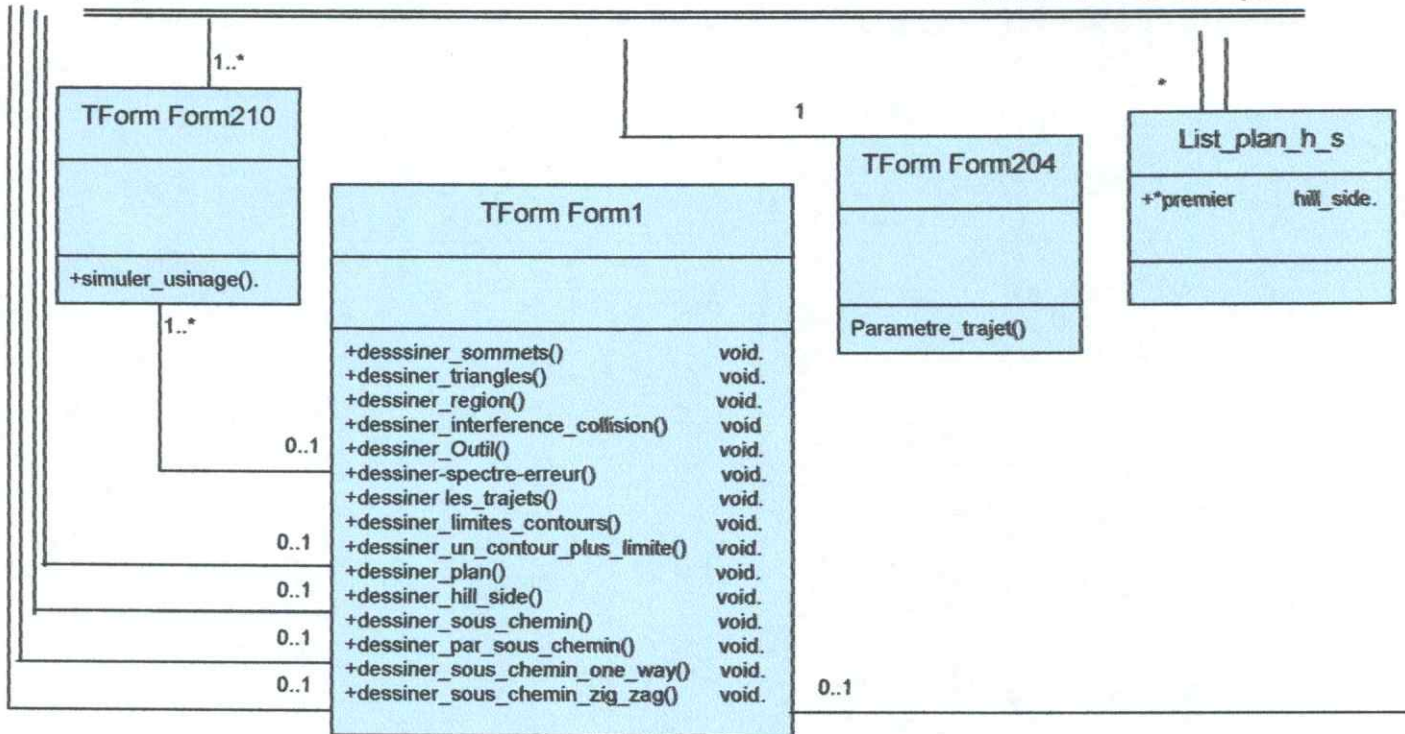 1..*
TForm Form210
+simuler_usinage().
1..*
1
TForm Form204
Parametre_trajet()
*
List_plan_h_s
+*premier hill_side.
TForm Form1
+desssiner_sommets() void.
+dessiner_triangles() void.
+dessiner_region() void.
+dessiner_interference_collision() void
+dessiner_Outil() void.
+dessiner-spectre-erreur() void.
+dessiner les_trajets() void.
+dessiner_limites_contours() void.
+dessiner_un_contour_plus_limite() void.
+dessiner_plan() void.
+dessiner_hill_side() void.
+dessiner_sous_chemin() void.
+dessiner_par_sous_chemin() void.
+dessiner_sous_chemin_one_way() void.
+dessiner_sous_chemin_zig_zag() void.
0..1
0..1
0..1
0..1
0..1
0..1